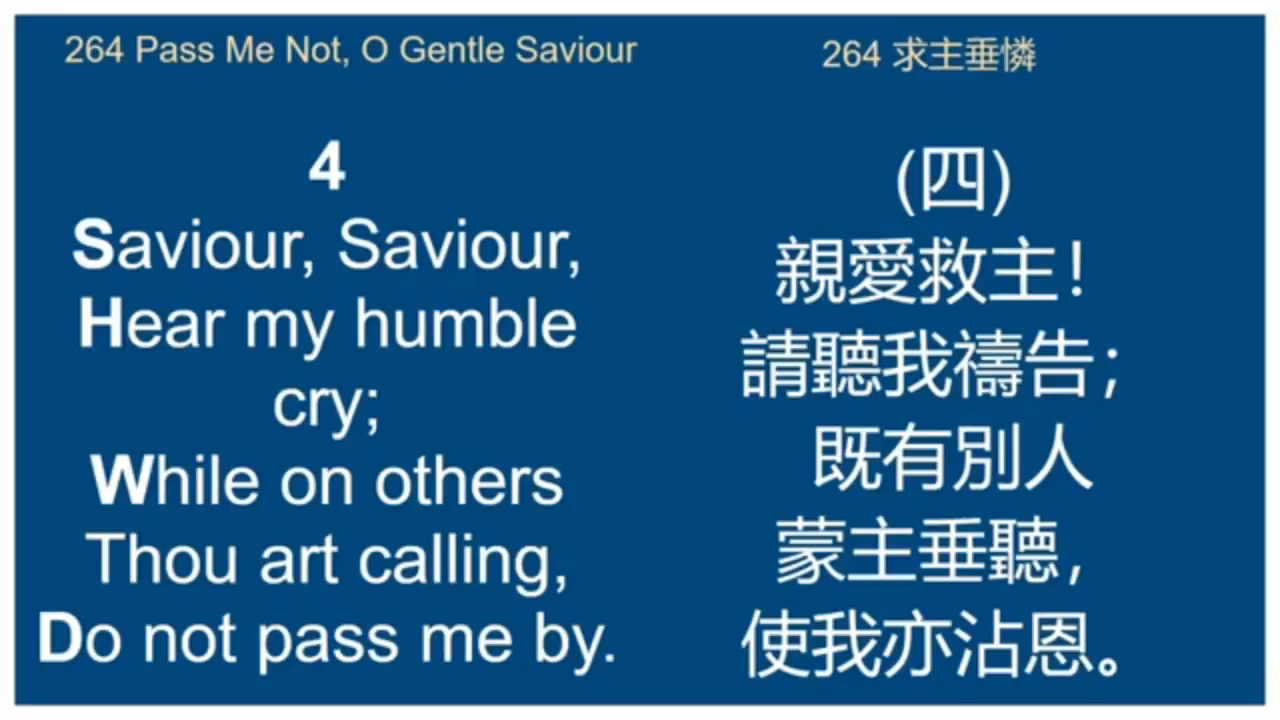 264 Pass Me Not, O Gentle Saviour
4
Saviour, Saviour,
Hear my humble
cry;
While on others
Thou art calling,
Do not pass me by.
264 求主垂憐
(四)
親愛救主！
請聽我禱告；
既有別人
蒙主垂聽，
使我亦沾恩。